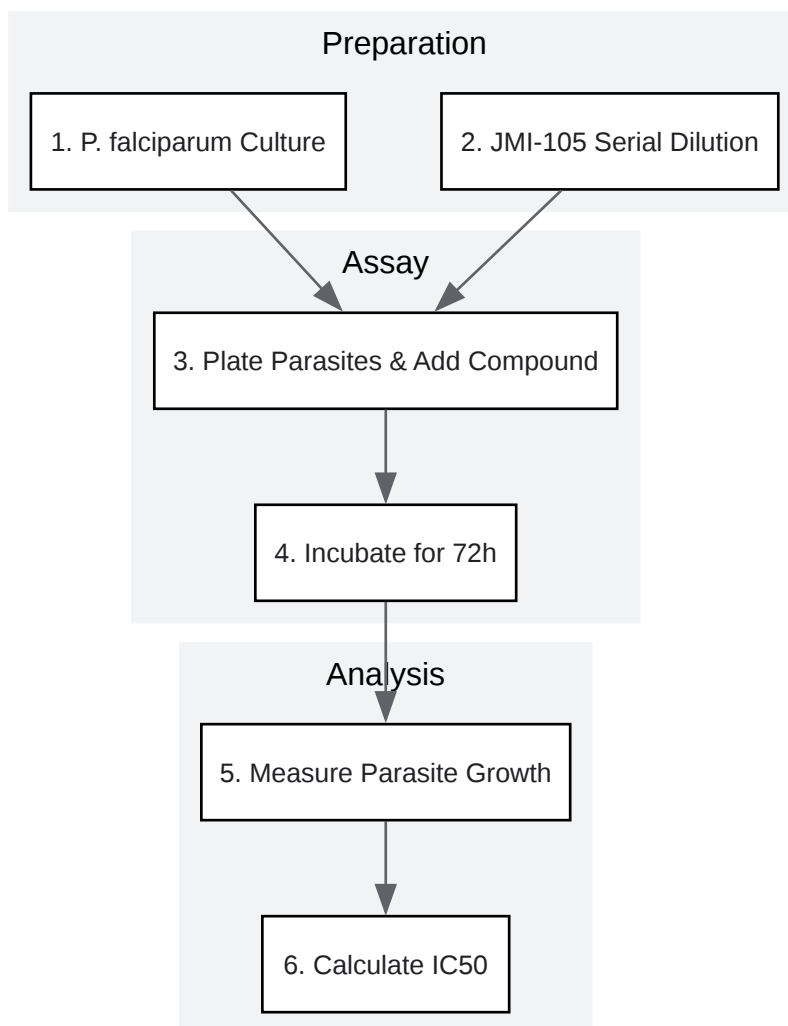 Preparation
1. P. falciparum Culture
2. JMI-105 Serial Dilution
Assay
3. Plate Parasites & Add Compound
4. Incubate for 72h
Analysis
5. Measure Parasite Growth
6. Calculate IC50